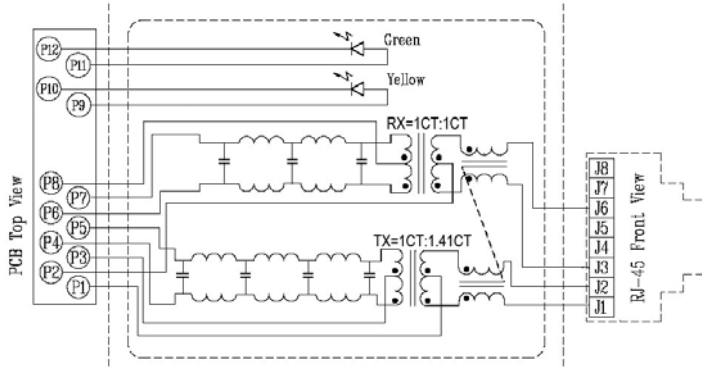 P12
Green
P11
P10
Yellow
P9
RX=1CT:1CT
P8
P7
P6
P5
P4
P3
P2
P1
PCB Top View
TX=1CT:1.41CT
J8
J7
J6
J5
J4
J3
J2
J1
RJ-45 Front View